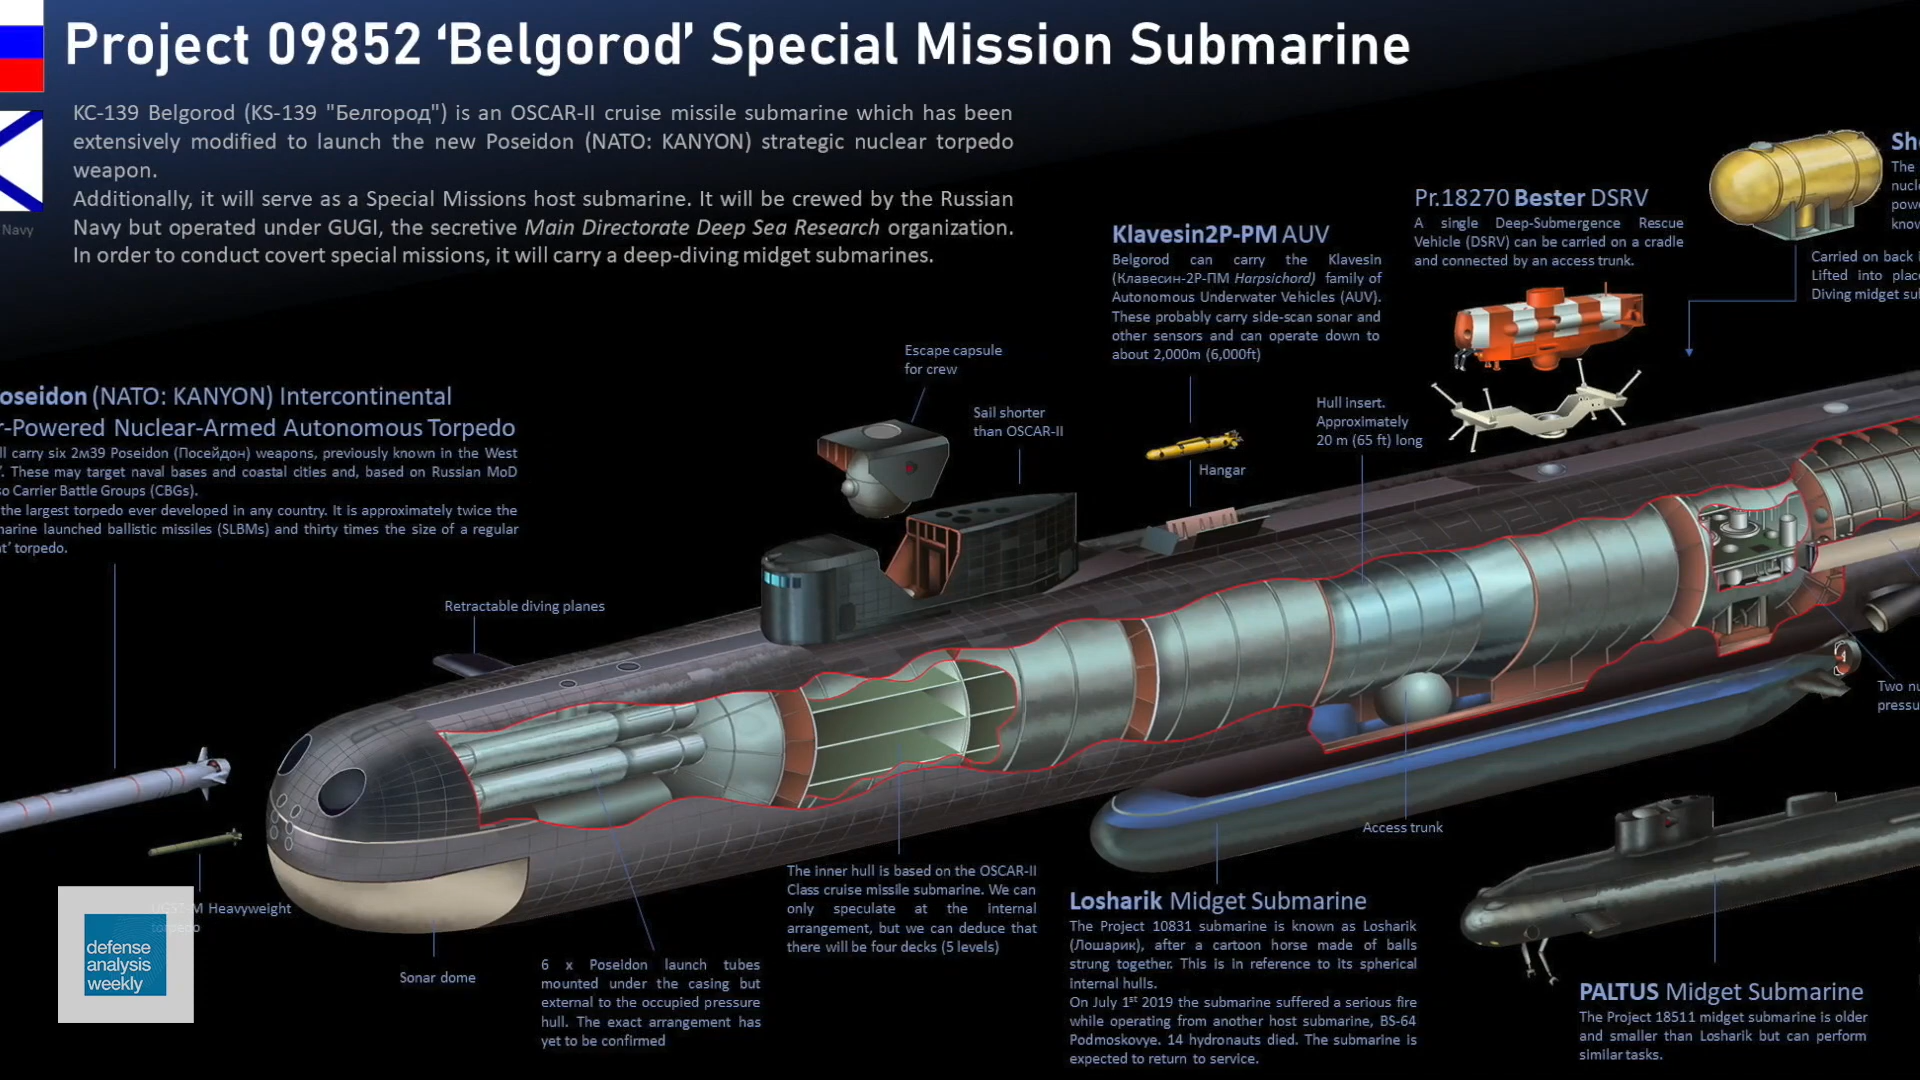 Project 09852 ‘Belgorod’ Special Mission Submarine
KC-139 Belgorod (KS-139 "Белгород") is an OSCAR-II cruise missile submarine which has been
extensively modified to launch the new Poseidon (NATO: KANYON) strategic nuclear torpedo
weapon.
Additionally, it will serve as a Special Missions host submarine. It will be crewed by the Russian
Navy but operated under GUGI, the secretive Main Directorate Deep Sea Research organization.
In order to conduct covert special missions, it will carry a deep-diving midget submarines.
Navy
oseidon (NATO: KANYON) Intercontinental
r-Powered Nuclear-Armed Autonomous Torpedo
ll carry six 2м39 Poseidon (Посейдон) weapons, previously known in the West
’. These may target naval bases and coastal cities and, based on Russian MoD
so Carrier Battle Groups (CBGs).
the largest torpedo ever developed in any country. It is approximately twice the
marine launched ballistic missiles (SLBMs) and thirty times the size of a regular
t’ torpedo.
Retractable diving planes
Escape capsule
for crew
Sail shorter
than OSCAR-II
Klavesin2P-PM AUV
Belgorod can carry the Klavesin
(Клавесин-2Р-ПМ Harpsichord) family of
Autonomous Underwater Vehicles (AUV).
These probably carry side-scan sonar and
other sensors and can operate down to
about 2,000m (6,000ft)
Hangar
Hull insert.
Approximately
20 m (65 ft) long
Pr.18270 Bester DSRV
A single Deep-Submergence Rescue
Vehicle (DSRV) can be carried on a cradle
and connected by an access trunk.
She
The
nucl
powe
know
Carried on back i
Lifted into plac
Diving midget sul
Two nu
pressu
M Heavyweight
defense
analysis
weekly
Sonar dome
6 x Poseidon launch tubes
mounted under the casing but
external to the occupied pressure
hull. The exact arrangement has
yet to be confirmed
The inner hull is based on the OSCAR-II
Class cruise missile submarine. We can
only speculate at the internal
arrangement, but we can deduce that
there will be four decks (5 levels)
Access trunk
Losharik Midget Submarine
The Project 10831 submarine is known as Losharik
(Лошарик), after a cartoon horse made of balls
strung together. This is in reference to its spherical
internal hulls.
On July 1st 2019 the submarine suffered a serious fire
while operating from another host submarine, BS-64
Podmoskovye. 14 hydronauts died. The submarine is
expected to return to service.
PALTUS Midget Submarine
The Project 18511 midget submarine is older
and smaller than Losharik but can perform
similar tasks.